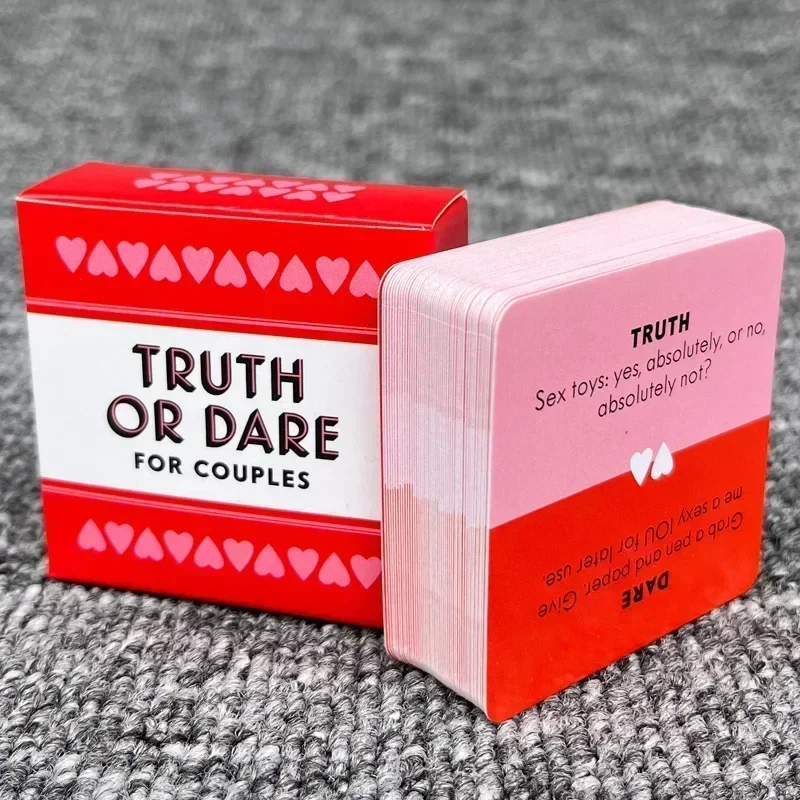 TRUTH
OR DARE
FOR COUPLES
TRUTH
Sex toys: yes, absolutely, or no,
absolutely not?
DARE
Grab a pen and paper. Give
me a sexy IOU for later use.